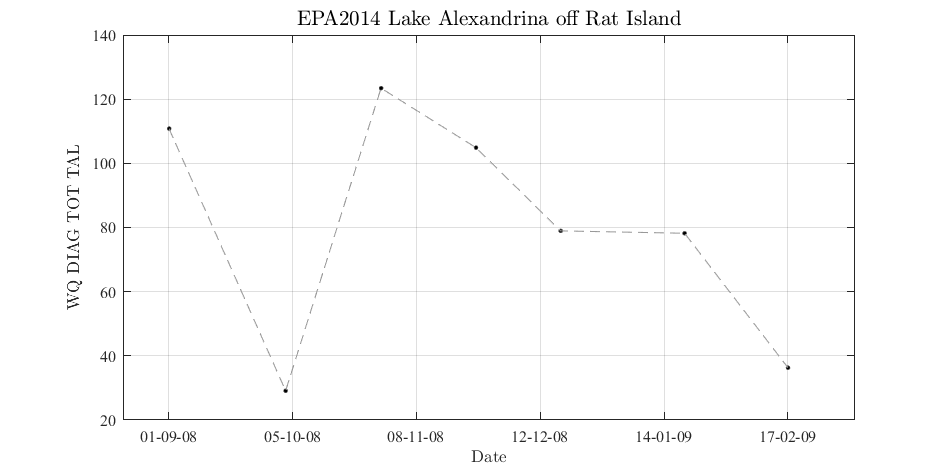 EPA2014 Lake Alexandrina off Rat Island
140
120
100
80
60
40
20
WQ DIAG TOT TAL
01-09-08 05-10-08 08-11-08 12-12-08 14-01-09 17-02-09
Date